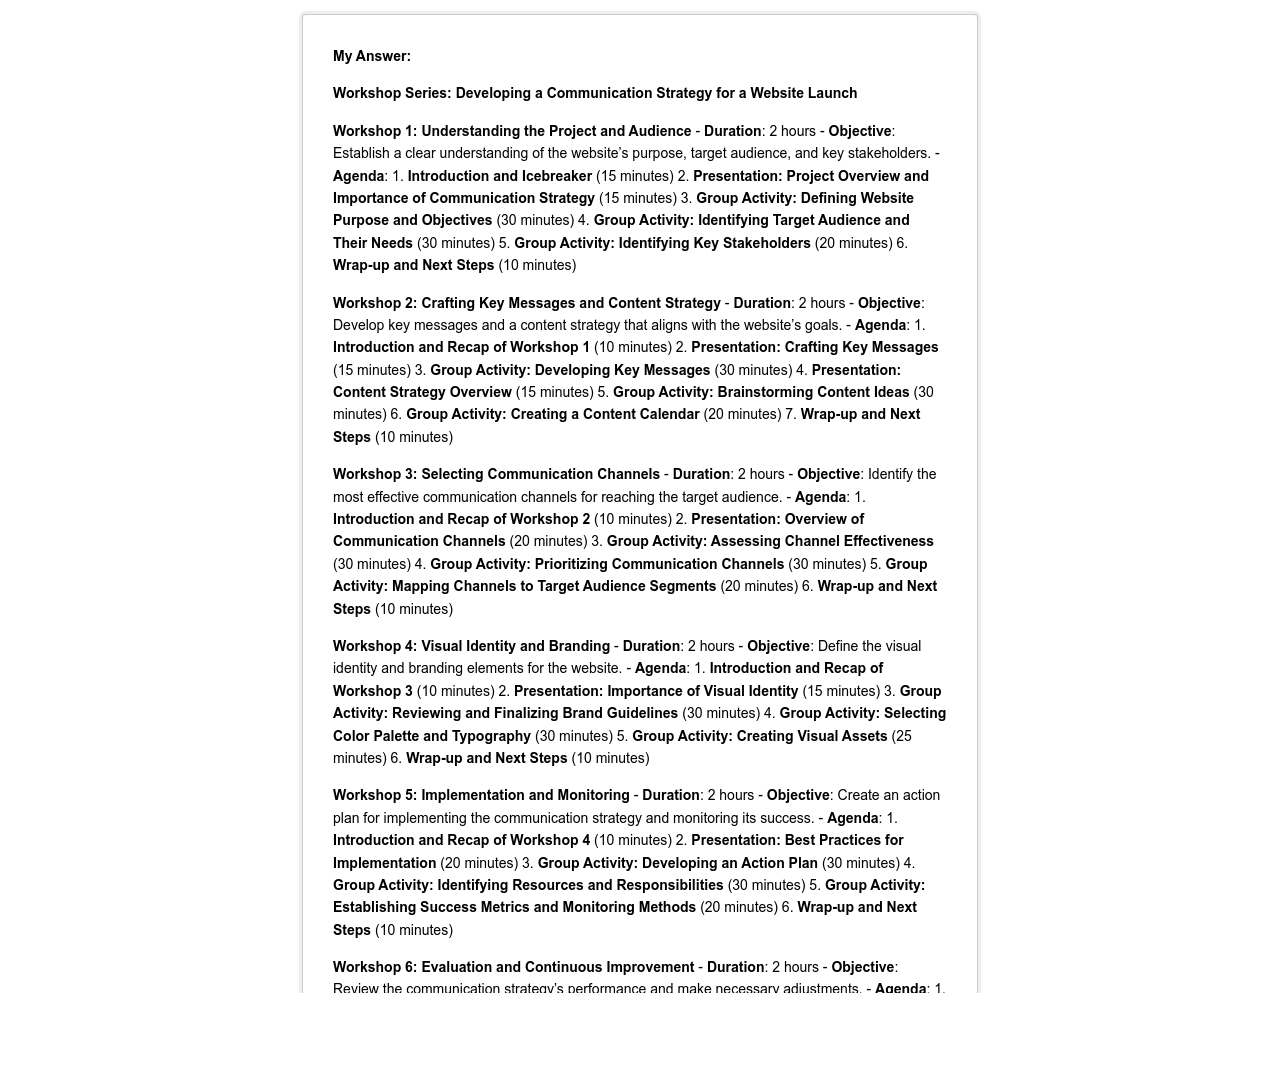 My Answer:
Workshop Series: Developing a Communication Strategy for a Website Launch
Workshop 1: Understanding the Project and Audience - Duration: 2 hours - Objective:
Establish a clear understanding of the website’s purpose, target audience, and key stakeholders. -
Agenda: 1. Introduction and Icebreaker (15 minutes) 2. Presentation: Project Overview and
Importance of Communication Strategy (15 minutes) 3. Group Activity: Defining Website
Purpose and Objectives (30 minutes) 4. Group Activity: Identifying Target Audience and
Their Needs (30 minutes) 5. Group Activity: Identifying Key Stakeholders (20 minutes) 6.
Wrap-up and Next Steps (10 minutes)
Workshop 2: Crafting Key Messages and Content Strategy - Duration: 2 hours - Objective:
Develop key messages and a content strategy that aligns with the website’s goals. - Agenda: 1.
Introduction and Recap of Workshop 1 (10 minutes) 2. Presentation: Crafting Key Messages
(15 minutes) 3. Group Activity: Developing Key Messages (30 minutes) 4. Presentation:
Content Strategy Overview (15 minutes) 5. Group Activity: Brainstorming Content Ideas (30
minutes) 6. Group Activity: Creating a Content Calendar (20 minutes) 7. Wrap-up and Next
Steps (10 minutes)
Workshop 3: Selecting Communication Channels - Duration: 2 hours - Objective: Identify the
most effective communication channels for reaching the target audience. - Agenda: 1.
Introduction and Recap of Workshop 2 (10 minutes) 2. Presentation: Overview of
Communication Channels (20 minutes) 3. Group Activity: Assessing Channel Effectiveness
(30 minutes) 4. Group Activity: Prioritizing Communication Channels (30 minutes) 5. Group
Activity: Mapping Channels to Target Audience Segments (20 minutes) 6. Wrap-up and Next
Steps (10 minutes)
Workshop 4: Visual Identity and Branding - Duration: 2 hours - Objective: Define the visual
identity and branding elements for the website. - Agenda: 1. Introduction and Recap of
Workshop 3 (10 minutes) 2. Presentation: Importance of Visual Identity (15 minutes) 3. Group
Activity: Reviewing and Finalizing Brand Guidelines (30 minutes) 4. Group Activity: Selecting
Color Palette and Typography (30 minutes) 5. Group Activity: Creating Visual Assets (25
minutes) 6. Wrap-up and Next Steps (10 minutes)
Workshop 5: Implementation and Monitoring - Duration: 2 hours - Objective: Create an action
plan for implementing the communication strategy and monitoring its success. - Agenda: 1.
Introduction and Recap of Workshop 4 (10 minutes) 2. Presentation: Best Practices for
Implementation (20 minutes) 3. Group Activity: Developing an Action Plan (30 minutes) 4.
Group Activity: Identifying Resources and Responsibilities (30 minutes) 5. Group Activity:
Establishing Success Metrics and Monitoring Methods (20 minutes) 6. Wrap-up and Next
Steps (10 minutes)
Workshop 6: Evaluation and Continuous Improvement - Duration: 2 hours - Objective:
Review the communication strategy’s performance and make necessary adjustments. - Agenda: 1.